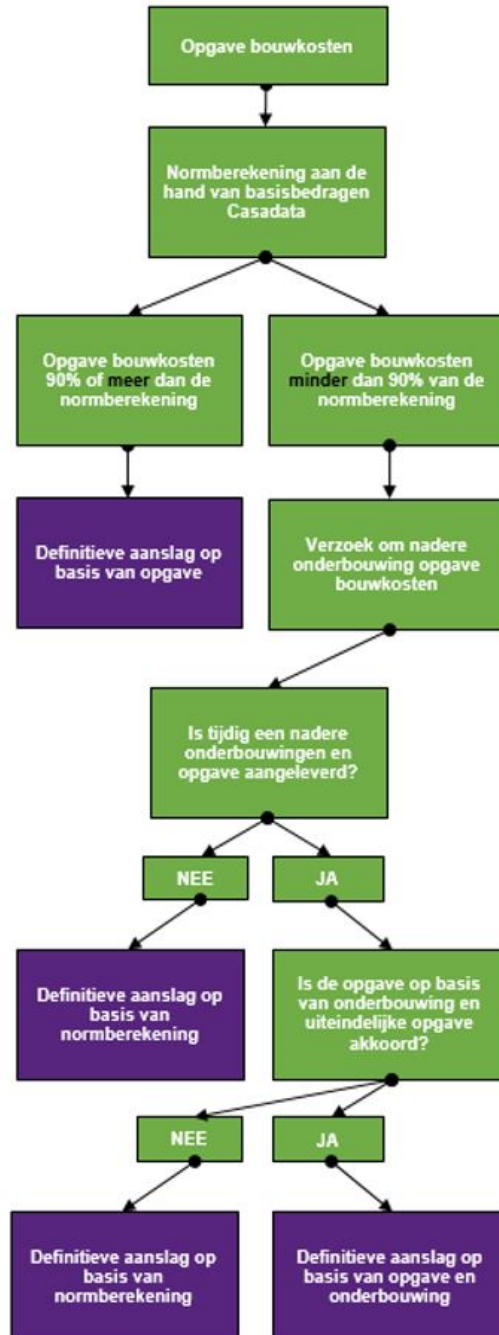 Opgave bouwkosten
Normberekening aan de
hand van basisbedragen
Casadata
Opgave bouwkosten
90% of meer dan de
normberekening
Opgave bouwkosten
minder dan 90% van de
normberekening
Definitieve aanslag op
basis van opgave
Verzoek om nadere
onderbouwing opgave
bouwkosten
Is tijdig een nadere
onderbouwingen en
opgave aangeleverd?
NEE
JA
Definitieve aanslag op
basis van
normberekening
Is de opgave op basis
van onderbouwing en
uiteindelijke opgave
akkoord?
NEE
JA
Definitieve aanslag op
basis van
normberekening
Definitieve aanslag op
basis van opgave en
onderbouwing